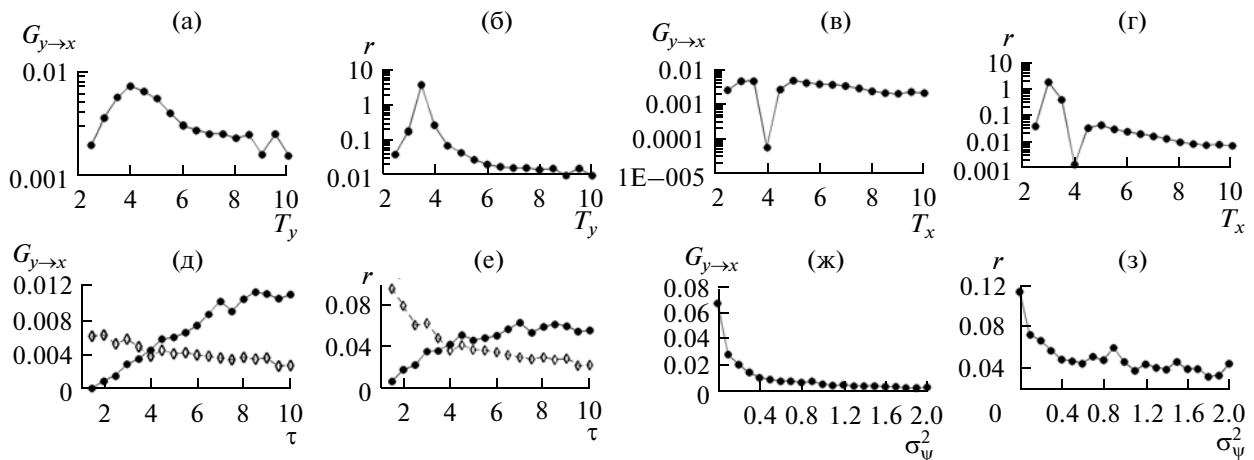 (а)
G_{y→x}
0.01
0.001
2 4 6 8 10
T_y
(б)
r
10
1
0.1
0.01
2 4 6 8 10
T_y
(в)
G_{y→x}
0.01
0.001
0.0001
1E−005
2 4 6 8 10
T_x
(г)
r
10
1
0.1
0.01
0.001
2 4 6 8 10
T_x
(д)
G_{y→x}
0.012
0.008
0.004
0
2 4 6 8 10
τ
(е)
r
0.08
0.04
0
2 4 6 8 10
τ
(ж)
G_{y→x}
0.08
0.06
0.04
0.02
0
0.4 0.8 1.2 1.6 2.0
σ_ψ^2
(з)
r
0.12
0.08
0.04
0 0.4 0.8 1.2 1.6 2.0
σ_ψ^2